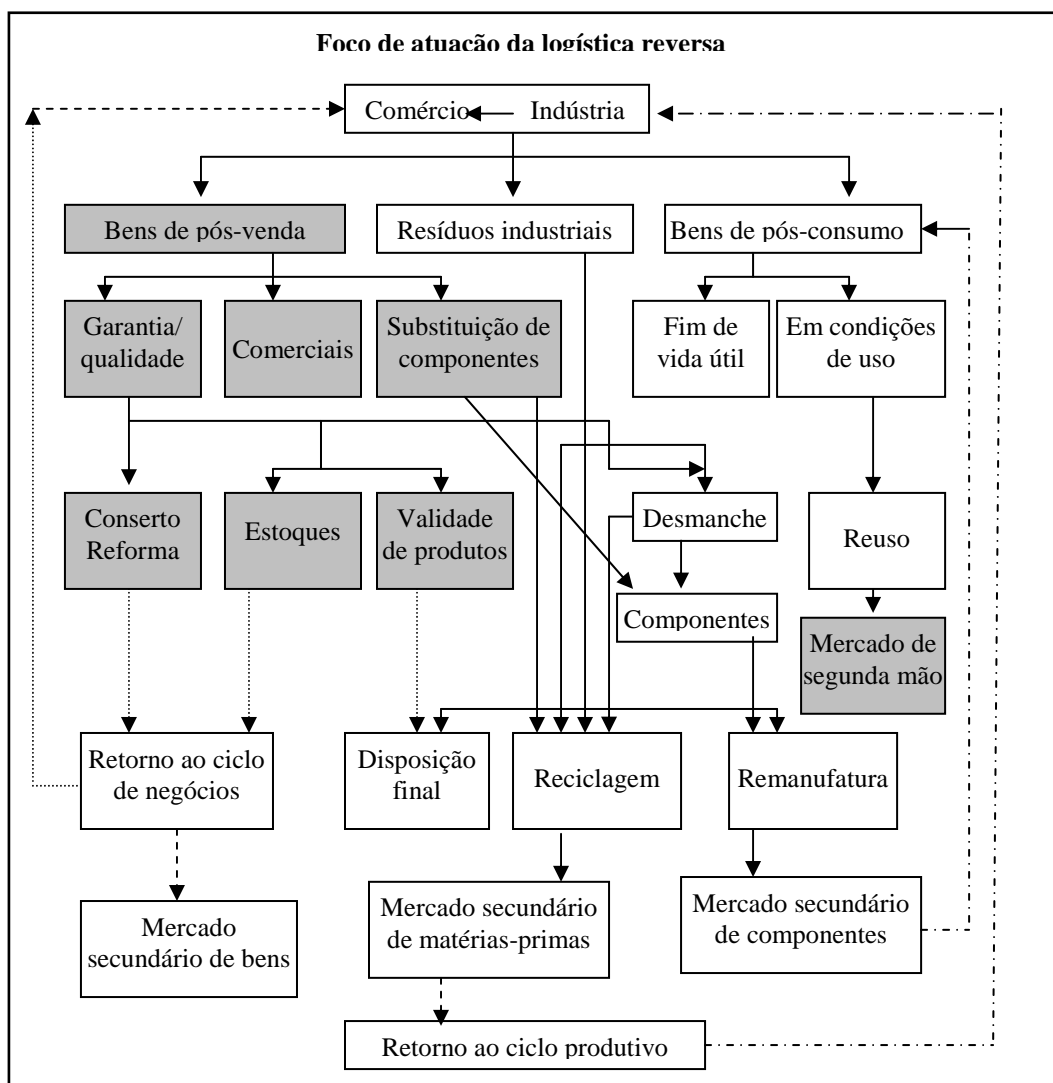 Foco de atuação da logística reversa
Comércio Indústria
Bens de pós-venda
Resíduos industriais
Bens de pós-consumo
Garantia/
qualidade
Comerciais
Substituição de
componentes
Fim de
vida útil
Em condições
de uso
Conserto
Reforma
Estoques
Validade
de produtos
Desmanche
Reuso
Componentes
Mercado de
segunda mão
Retorno ao ciclo
de negócios
Disposição
final
Reciclagem
Remanufatura
Mercado
secundário de bens
Mercado secundário
de matérias-primas
Mercado secundário
de componentes
Retorno ao ciclo produtivo